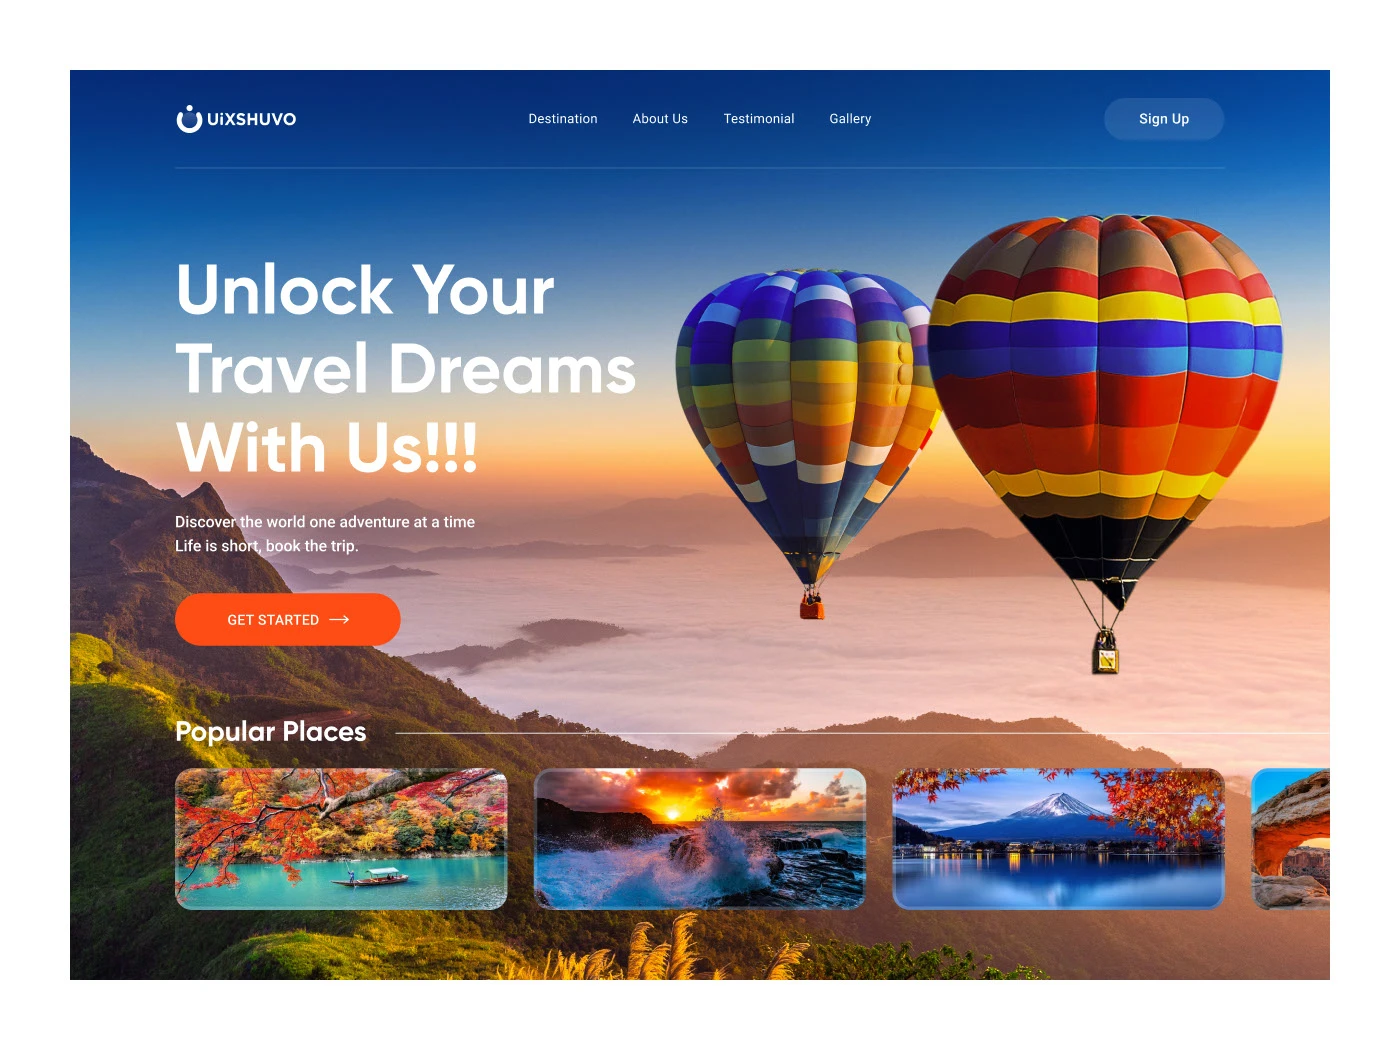 UiXSHUVO
Destination
About Us
Testimonial
Gallery
Sign Up
Unlock Your
Travel Dreams
With Us!!!
Discover the world one adventure at a time
Life is short, book the trip.
GET STARTED
Popular Places